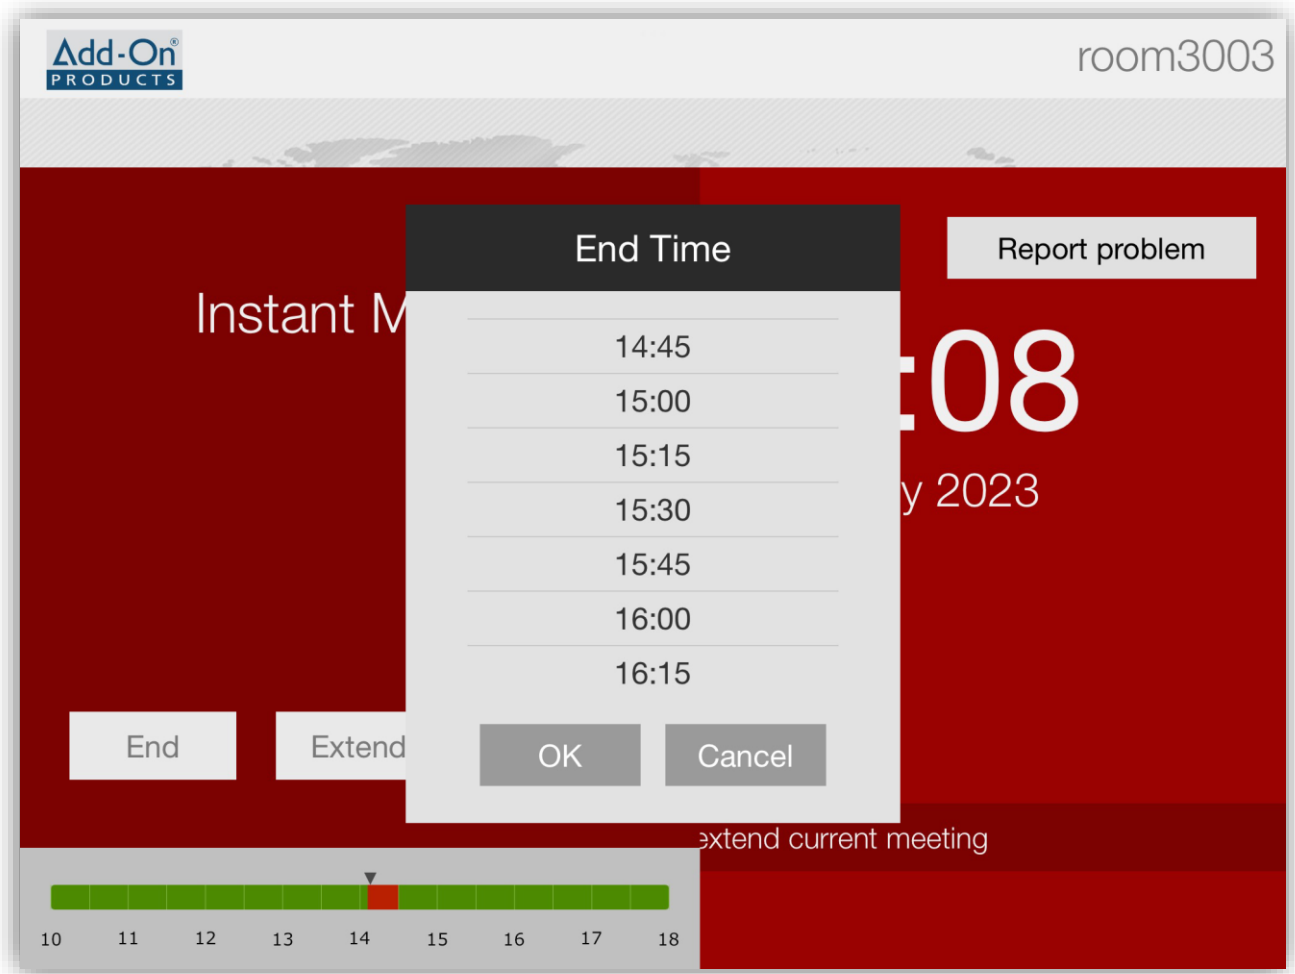 Add-On®
PRODUCTS
room3003
End Time
Report problem
Instant M
14:45
15:00
15:15
15:30
15:45
16:00
16:15
:08
y 2023
End
Extend
OK
Cancel
extend current meeting
10 11 12 13 14 15 16 17 18